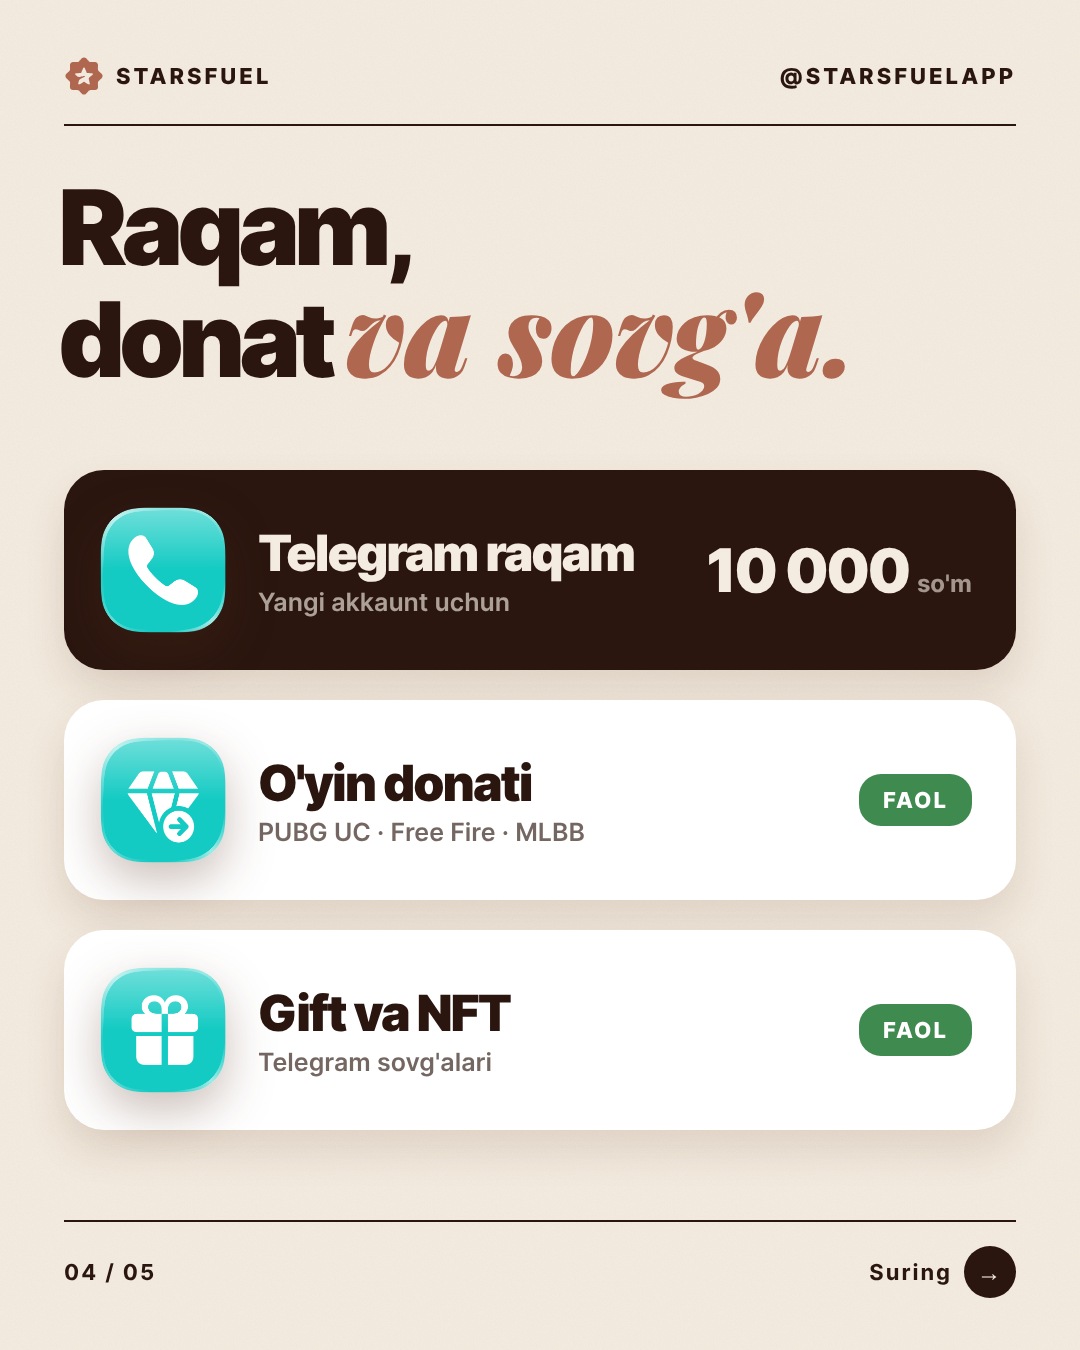 STARSFUEL
@STARSFUELAPP
Raqam,
donat va sovg'a.
Telegram raqam
Yangi akkaunt uchun
10 000 so'm
O'yin donati
PUBG UC · Free Fire · MLBB
FAOL
Gift va NFT
Telegram sovg'alari
FAOL
04 / 05
Suring →